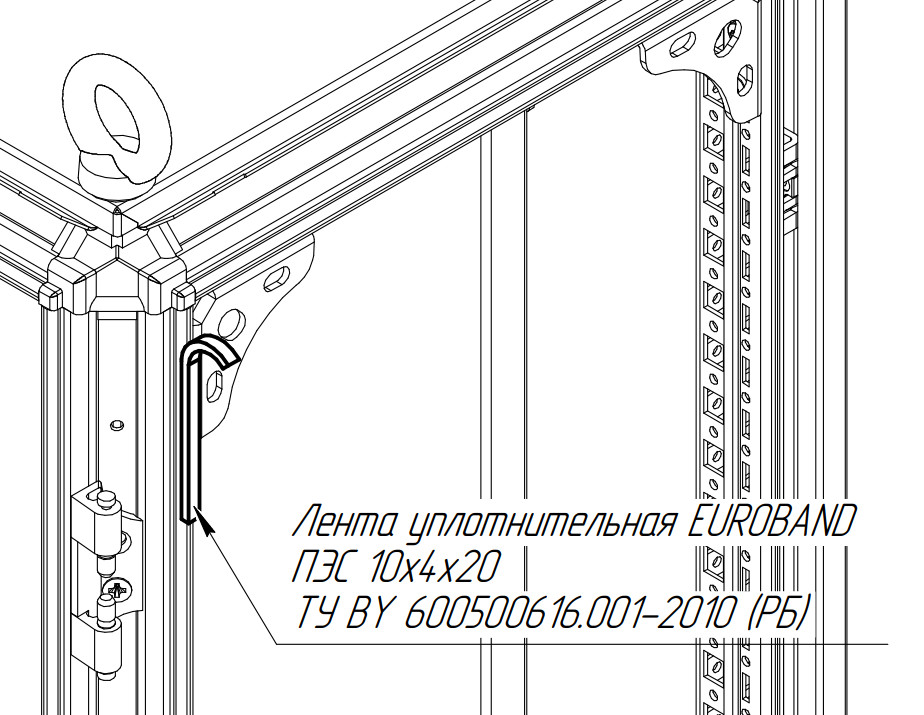 Лента уплотнительная EUROBAND
ПЭС 10х4х20
ТУ BY 600500616.001-2010 (РБ)